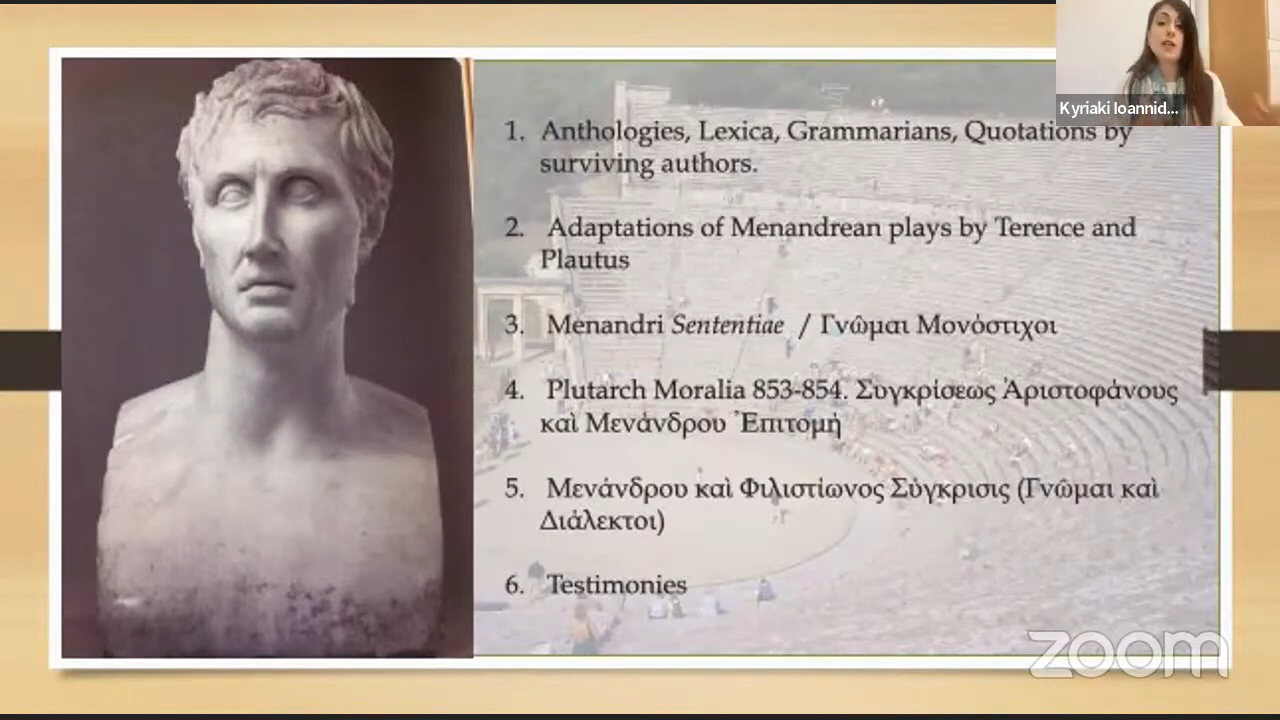 Kyriaki Ioannid...
1. Anthologies, Lexica, Grammarians, Quotations by
surviving authors.
2. Adaptations of Menandrean plays by Terence and
Plautus
3. Menandri Sententiae / Γνῶμαι Μονόστιχοι
4. Plutarch Moralia 853-854. Συγκρίσεως Ἀριστοφάνους
καὶ Μενάνδρου Ἐπιτομή
5. Μενάνδρου καὶ Φιλιστίωνος Σύγκρισις (Γνῶμαι καὶ
Διάλεκτοι)
6. Testimonies
zoom